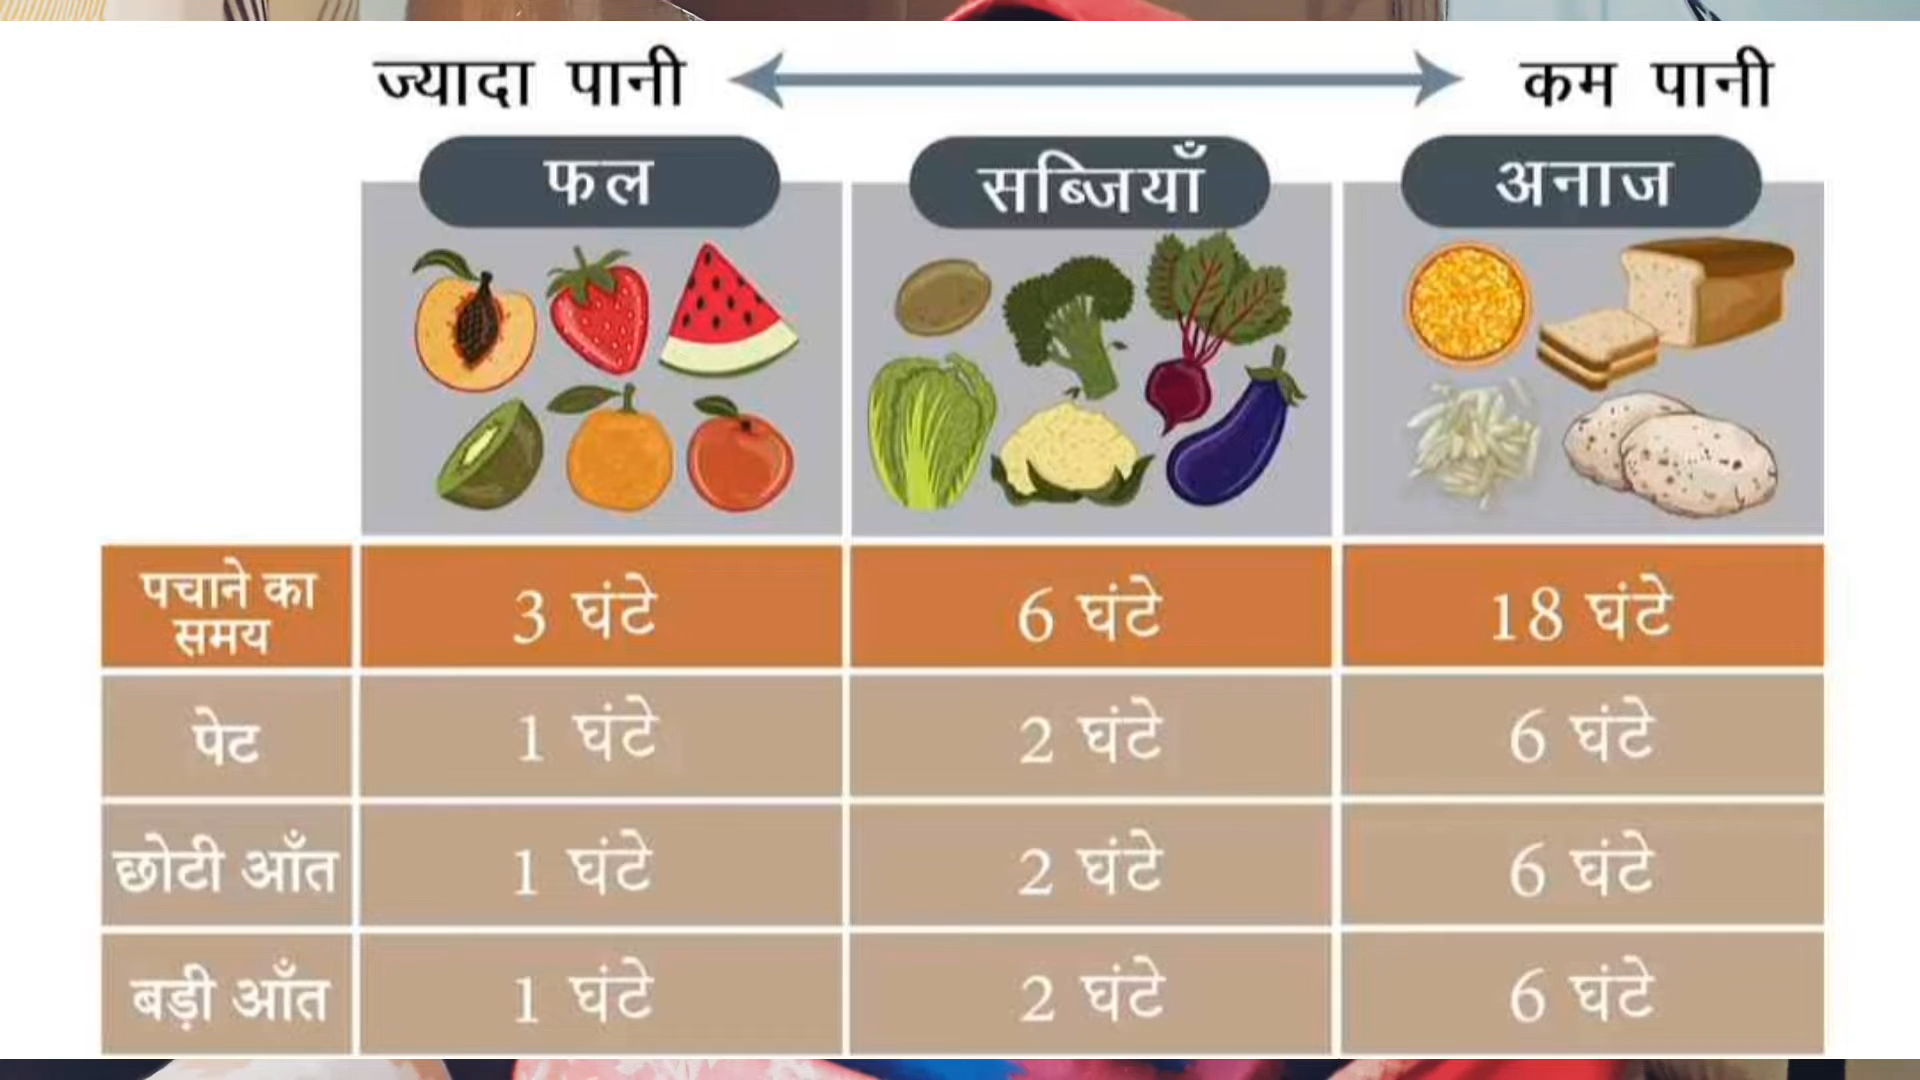 ज्यादा पानी कम पानी
फल सब्जियाँ अनाज
पचाने का
समय
3 घंटे 6 घंटे 18 घंटे
पेट 1 घंटे 2 घंटे 6 घंटे
छोटी आँत 1 घंटे 2 घंटे 6 घंटे
बड़ी आँत 1 घंटे 2 घंटे 6 घंटे